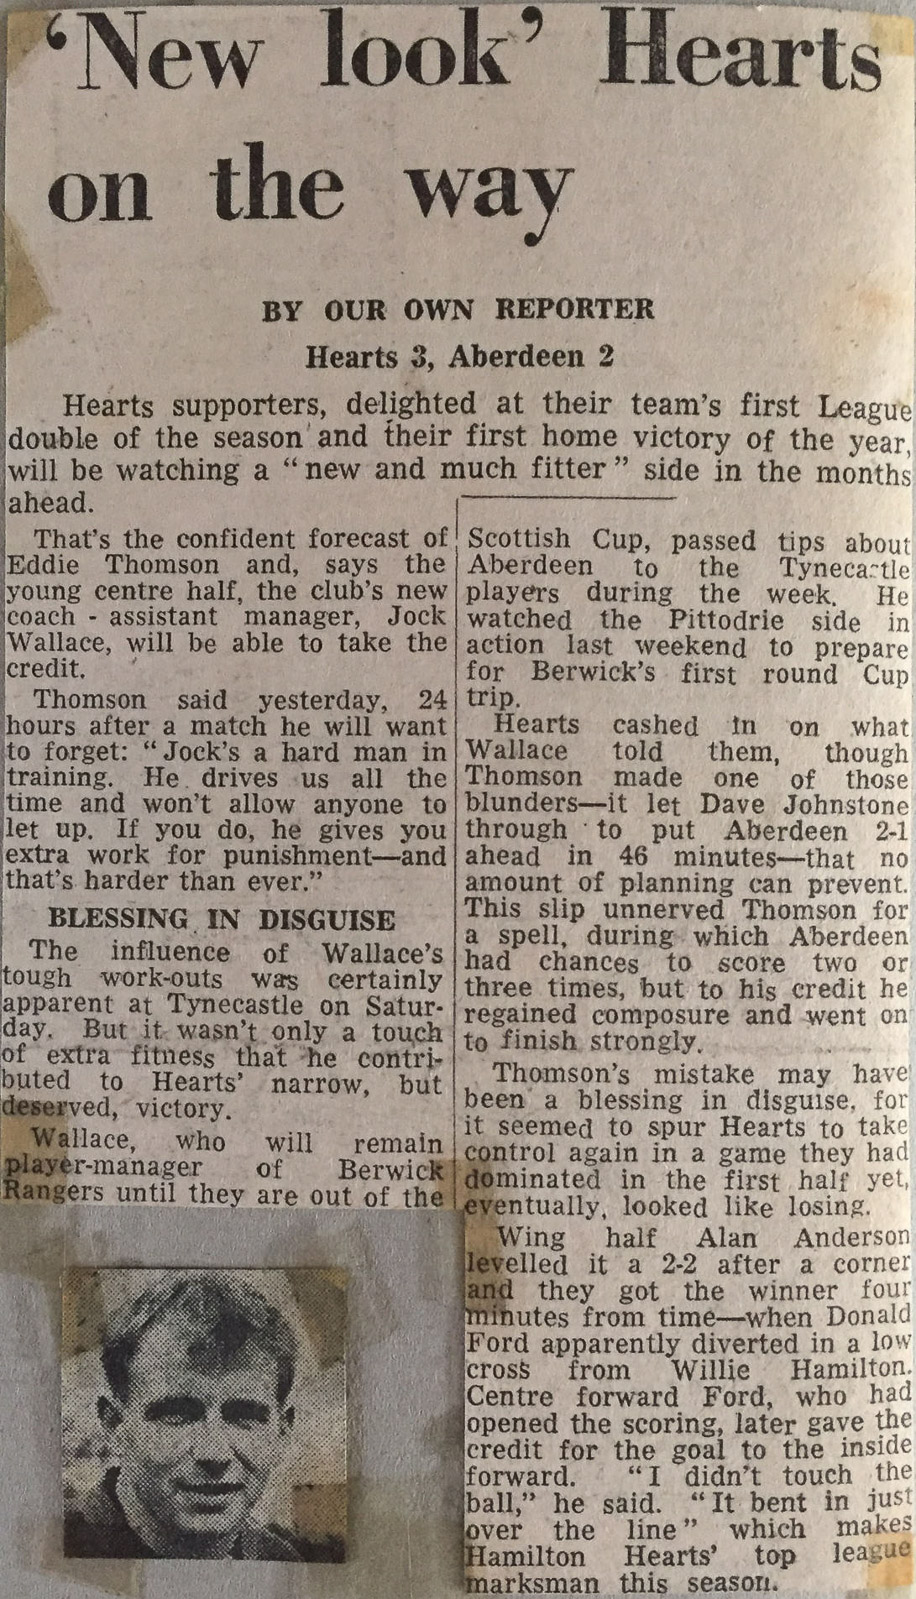 ‘New look’ Hearts
on the way
BY OUR OWN REPORTER
Hearts 3, Aberdeen 2
Hearts supporters, delighted at their team's first League
double of the season and their first home victory of the year,
will be watching a “new and much fitter” side in the months
ahead.
That's the confident forecast of
Eddie Thomson and, says the
young centre half, the club's new
coach - assistant manager, Jock
Wallace, will be able to take the
credit.
Thomson said yesterday, 24
hours after a match he will want
to forget: “Jock's a hard man in
training. He drives us all the
time and won't allow anyone to
let up. If you do, he gives you
extra work for punishment—and
that's harder than ever.”
BLESSING IN DISGUISE
The influence of Wallace's
tough work-outs was certainly
apparent at Tynecastle on Satur-
day. But it wasn't only a touch
of extra fitness that he contri-
buted to Hearts' narrow, but
deserved, victory.
Wallace, who will remain
player-manager of Berwick
Rangers until they are out of the
Scottish Cup, passed tips about
Aberdeen to the Tynecastle
players during the week. He
watched the Pittodrie side in
action last weekend to prepare
for Berwick's first round Cup
trip.
Hearts cashed in on what
Wallace told them, though
Thomson made one of those
blunders—it let Dave Johnstone
through to put Aberdeen 2-1
ahead in 46 minutes—that no
amount of planning can prevent.
This slip unnerved Thomson for
a spell, during which Aberdeen
had chances to score two or
three times, but to his credit he
regained composure and went on
to finish strongly.
Thomson's mistake may have
been a blessing in disguise, for
it seemed to spur Hearts to take
control again in a game they had
dominated in the first half yet,
eventually, looked like losing.
Wing half Alan Anderson
levelled it a 2-2 after a corner
and they got the winner four
minutes from time—when Donald
Ford apparently diverted in a low
cross from Willie Hamilton.
Centre forward Ford, who had
opened the scoring, later gave the
credit for the goal to the inside
forward. “I didn't touch the
ball,” he said. “It bent in just
over the line” which makes
Hamilton Hearts' top league
marksman this season.